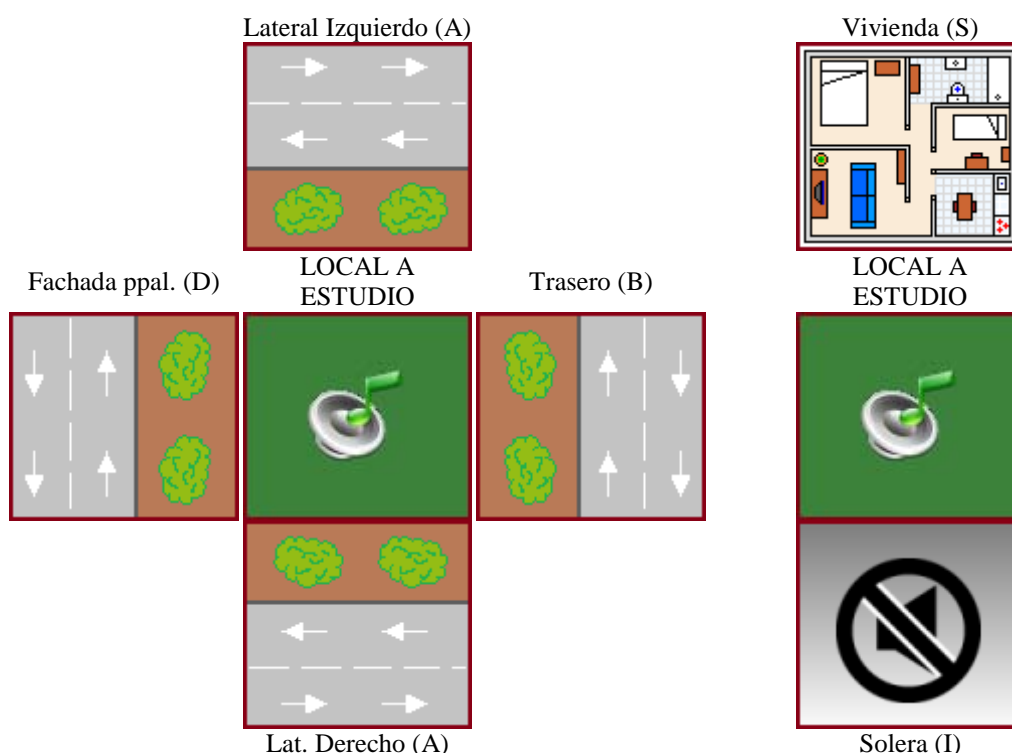 Lateral Izquierdo (A)
Vivienda (S)
Fachada ppal. (D)
LOCAL A
ESTUDIO
Trasero (B)
LOCAL A
ESTUDIO
Lat. Derecho (A)
Solera (I)